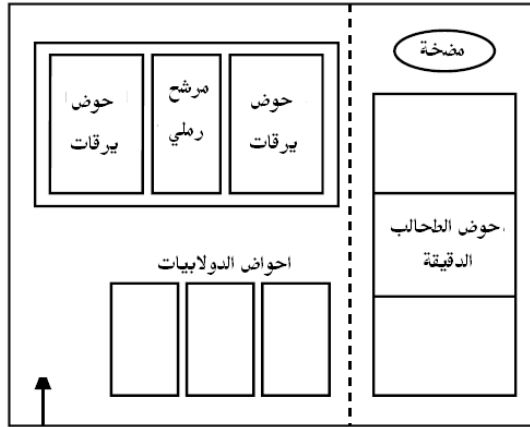 مضخة
حوض
يرقات
مرشح
رملي
حوض
يرقات
حوض الطحالب
الدقيقة
احواض الدولابيات